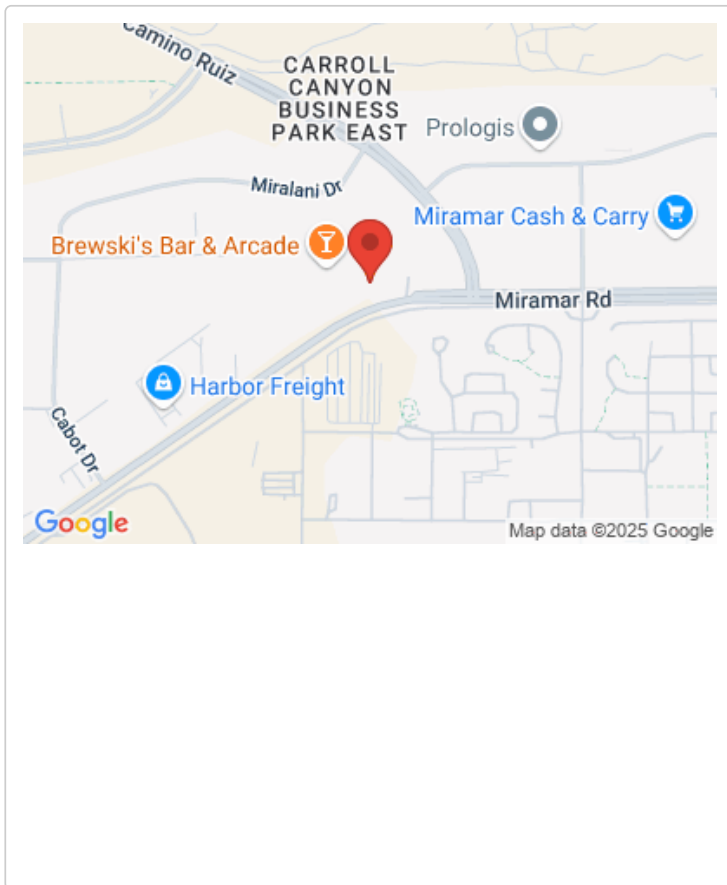 Camino Ruiz
CARROLL
CANYON
BUSINESS
PARK EAST
Prologis
Miralani Dr
Miramar Cash & Carry
Brewski's Bar & Arcade
Miramar Rd
Harbor Freight
Cabot Dr
Google
Map data ©2025 Google